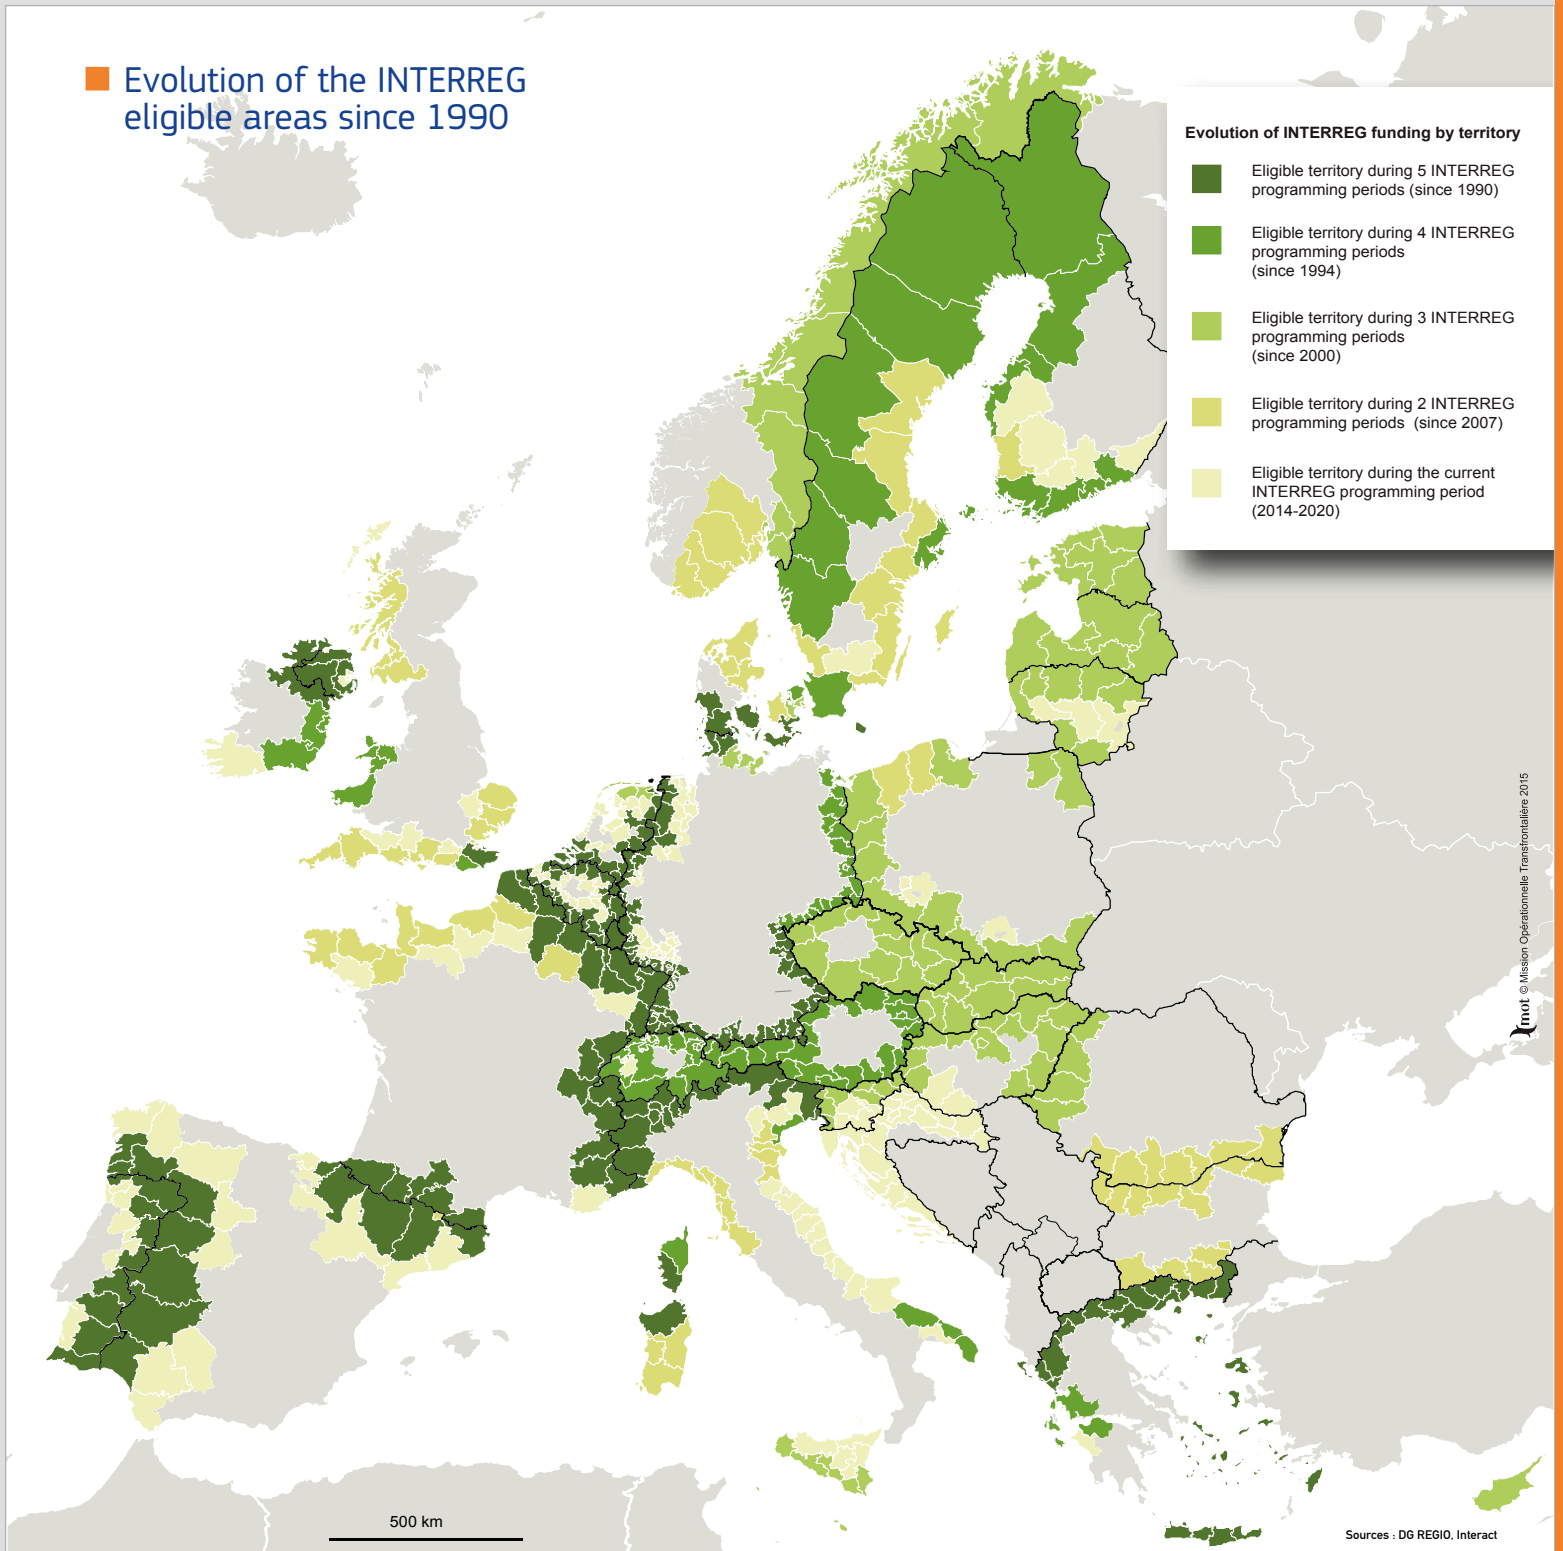 Evolution of the INTERREG
eligible areas since 1990
Evolution of INTERREG funding by territory
Eligible territory during 5 INTERREG
programming periods (since 1990)
Eligible territory during 4 INTERREG
programming periods
(since 1994)
Eligible territory during 3 INTERREG
programming periods
(since 2000)
Eligible territory during 2 INTERREG
programming periods (since 2007)
Eligible territory during the current
INTERREG programming period
(2014-2020)
mot © Mission Opérationnelle Transfrontalière 2015
500 km
Sources : DG REGIO, Interact